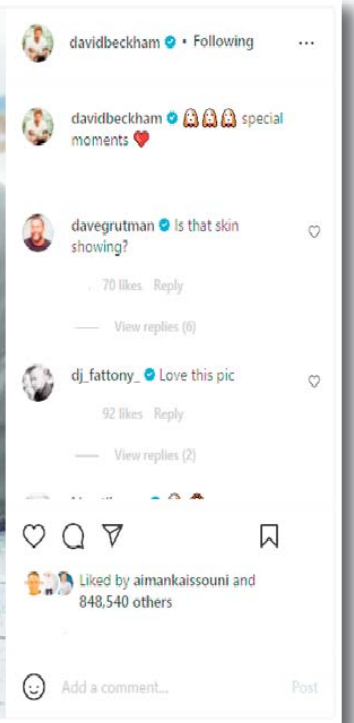 davidbeckham • Following
davidbeckham special
moments
davegrutman Is that skin
showing?
70 likes Reply
View replies (6)
dj_fattony_ Love this pic
92 likes Reply
View replies (2)
Liked by aimankaissouni and
848,540 others
Add a comment...
Post